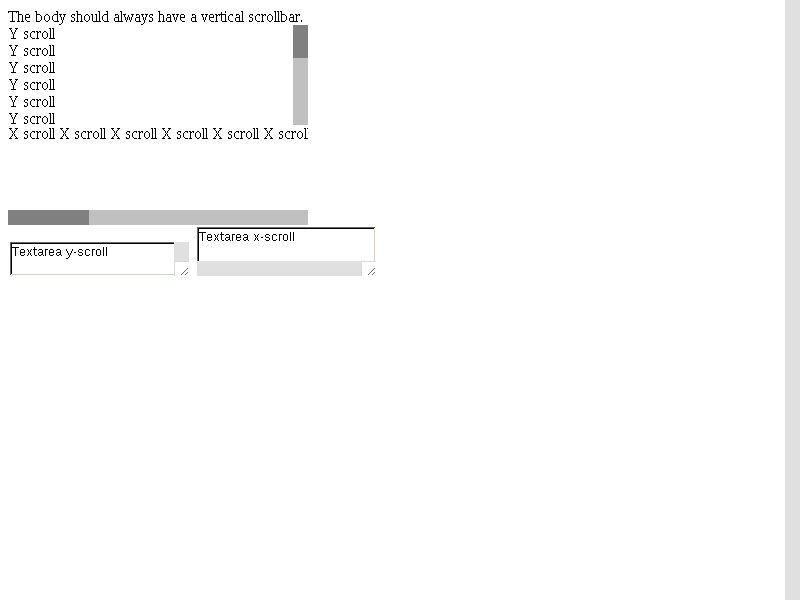 The body should always have a vertical scrollbar.
Y scroll
Y scroll
Y scroll
Y scroll
Y scroll
Y scroll
X scroll X scroll X scroll X scroll X scroll X scrol
Textarea y-scroll
Textarea x-scroll